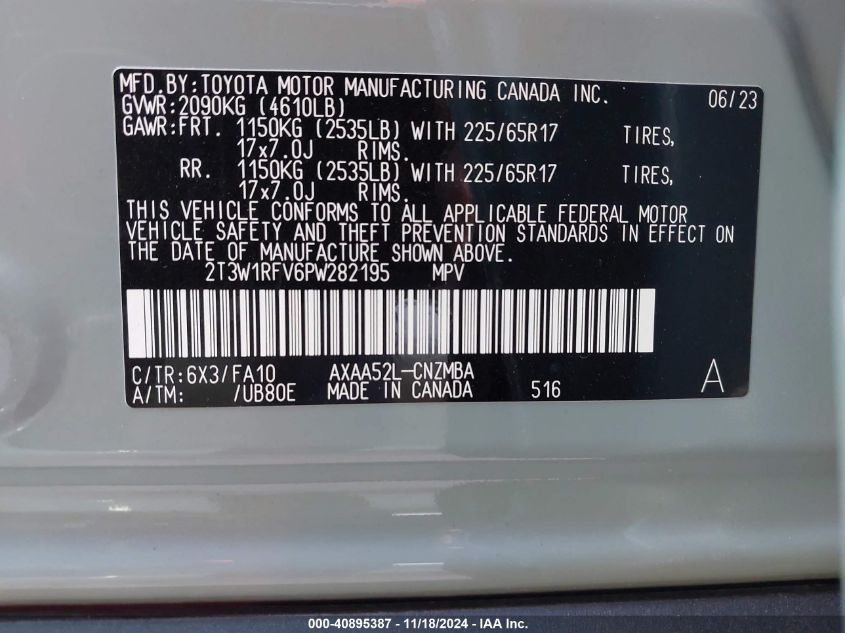 MFD.BY:TOYOTA MOTOR MANUFACTURING CANADA INC. 06/23
GVWR:2090KG (4610LB)
GAWR:FRT. 1150KG (2535LB) WITH 225/65R17 TIRES,
17x7.0J RIMS.
RR. 1150KG (2535LB) WITH 225/65R17 TIRES,
17x7.0J RIMS.
THIS VEHICLE CONFORMS TO ALL APPLICABLE FEDERAL MOTOR
VEHICLE SAFETY AND THEFT PREVENTION STANDARDS IN EFFECT ON
THE DATE OF MANUFACTURE SHOWN ABOVE.
2T3W1RFV6PW282195 MPV
C/TR:6X3/FA10 AXAA52L-CNZMBA A
A/TM: /UB80E MADE IN CANADA 516
000-40895387 - 11/18/2024 - IAA Inc.